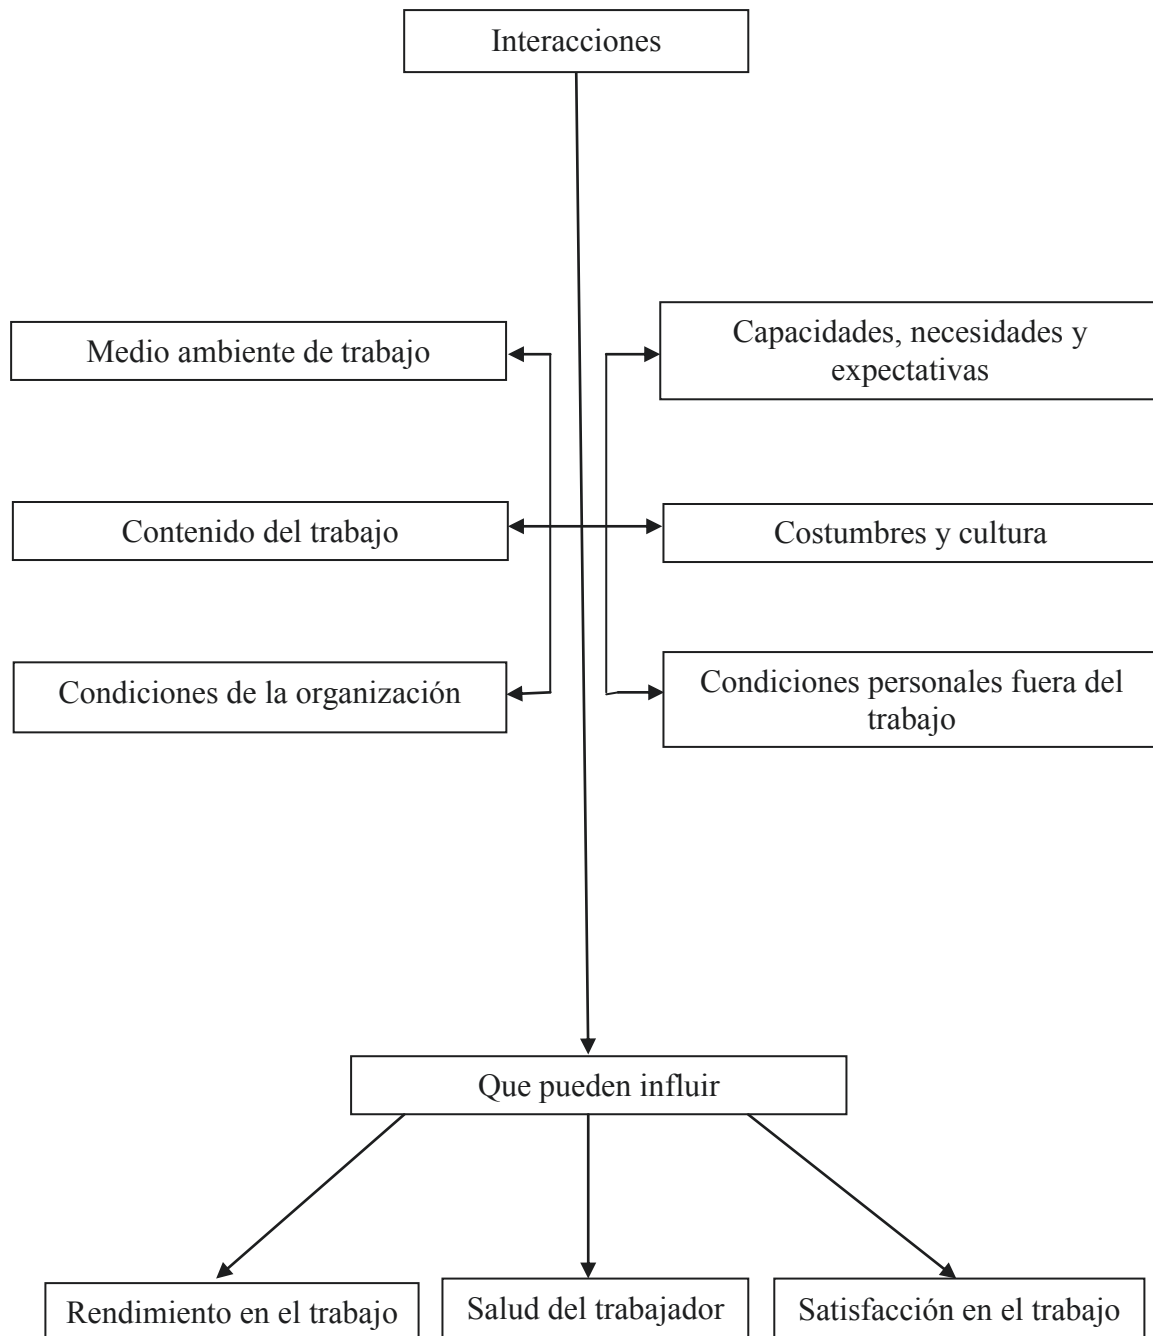 Interacciones
Medio ambiente de trabajo
Capacidades, necesidades y
expectativas
Contenido del trabajo
Costumbres y cultura
Condiciones de la organización
Condiciones personales fuera del
trabajo
Que pueden influir
Rendimiento en el trabajo
Salud del trabajador
Satisfacción en el trabajo